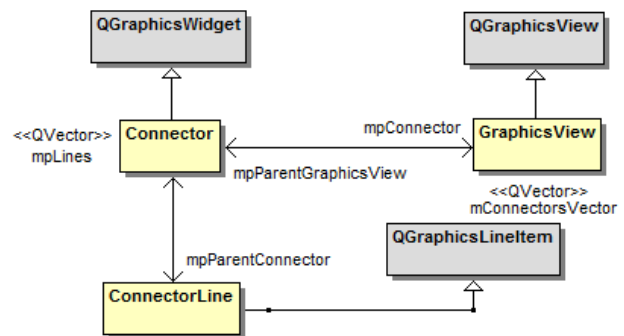 QGraphicsWidget
QGraphicsView
<<QVector>>
mpLines
Connector
mpConnector
GraphicsView
mpParentGraphicsView
<<QVector>>
mConnectorsVector
QGraphicsLineItem
mpParentConnector
ConnectorLine